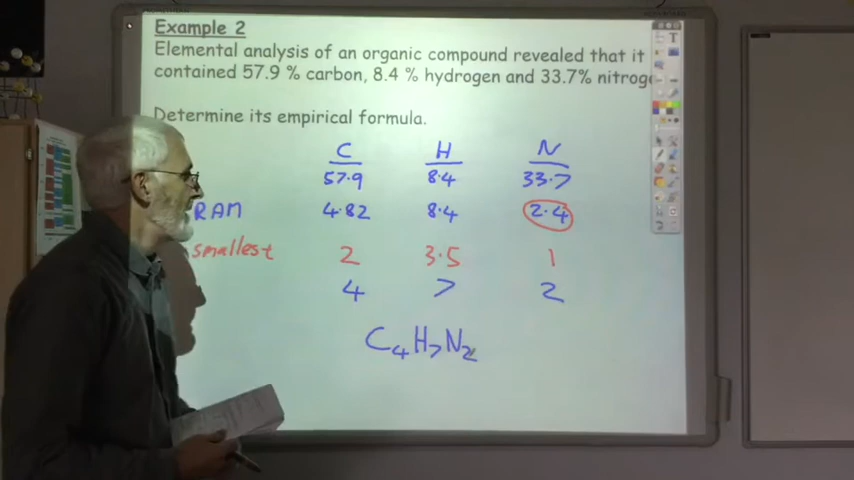 Example 2
Elemental analysis of an organic compound revealed that it
contained 57.9 % carbon, 8.4 % hydrogen and 33.7% nitroge
Determine its empirical formula.
C H N
57.9 8.4 33.7
RAM 4.82 8.4 2.4
smallest 2 3.5 1
4 7 2
C₄H₇N₂